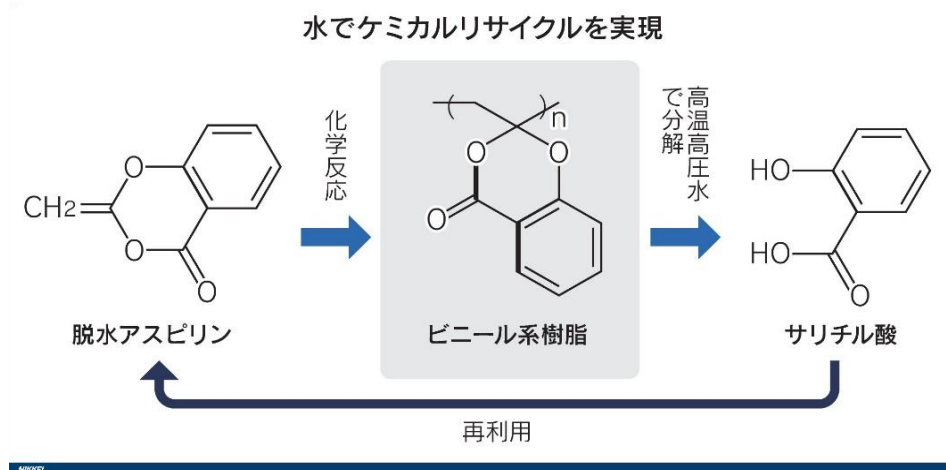 水でケミカルリサイクルを実現
CH2
O
O
O
脱水アスピリン
化学反応
n
O
O
O
ビニール系樹脂
高温高圧水
で分解
HO
HO
O
サリチル酸
再利用
NIKKEI